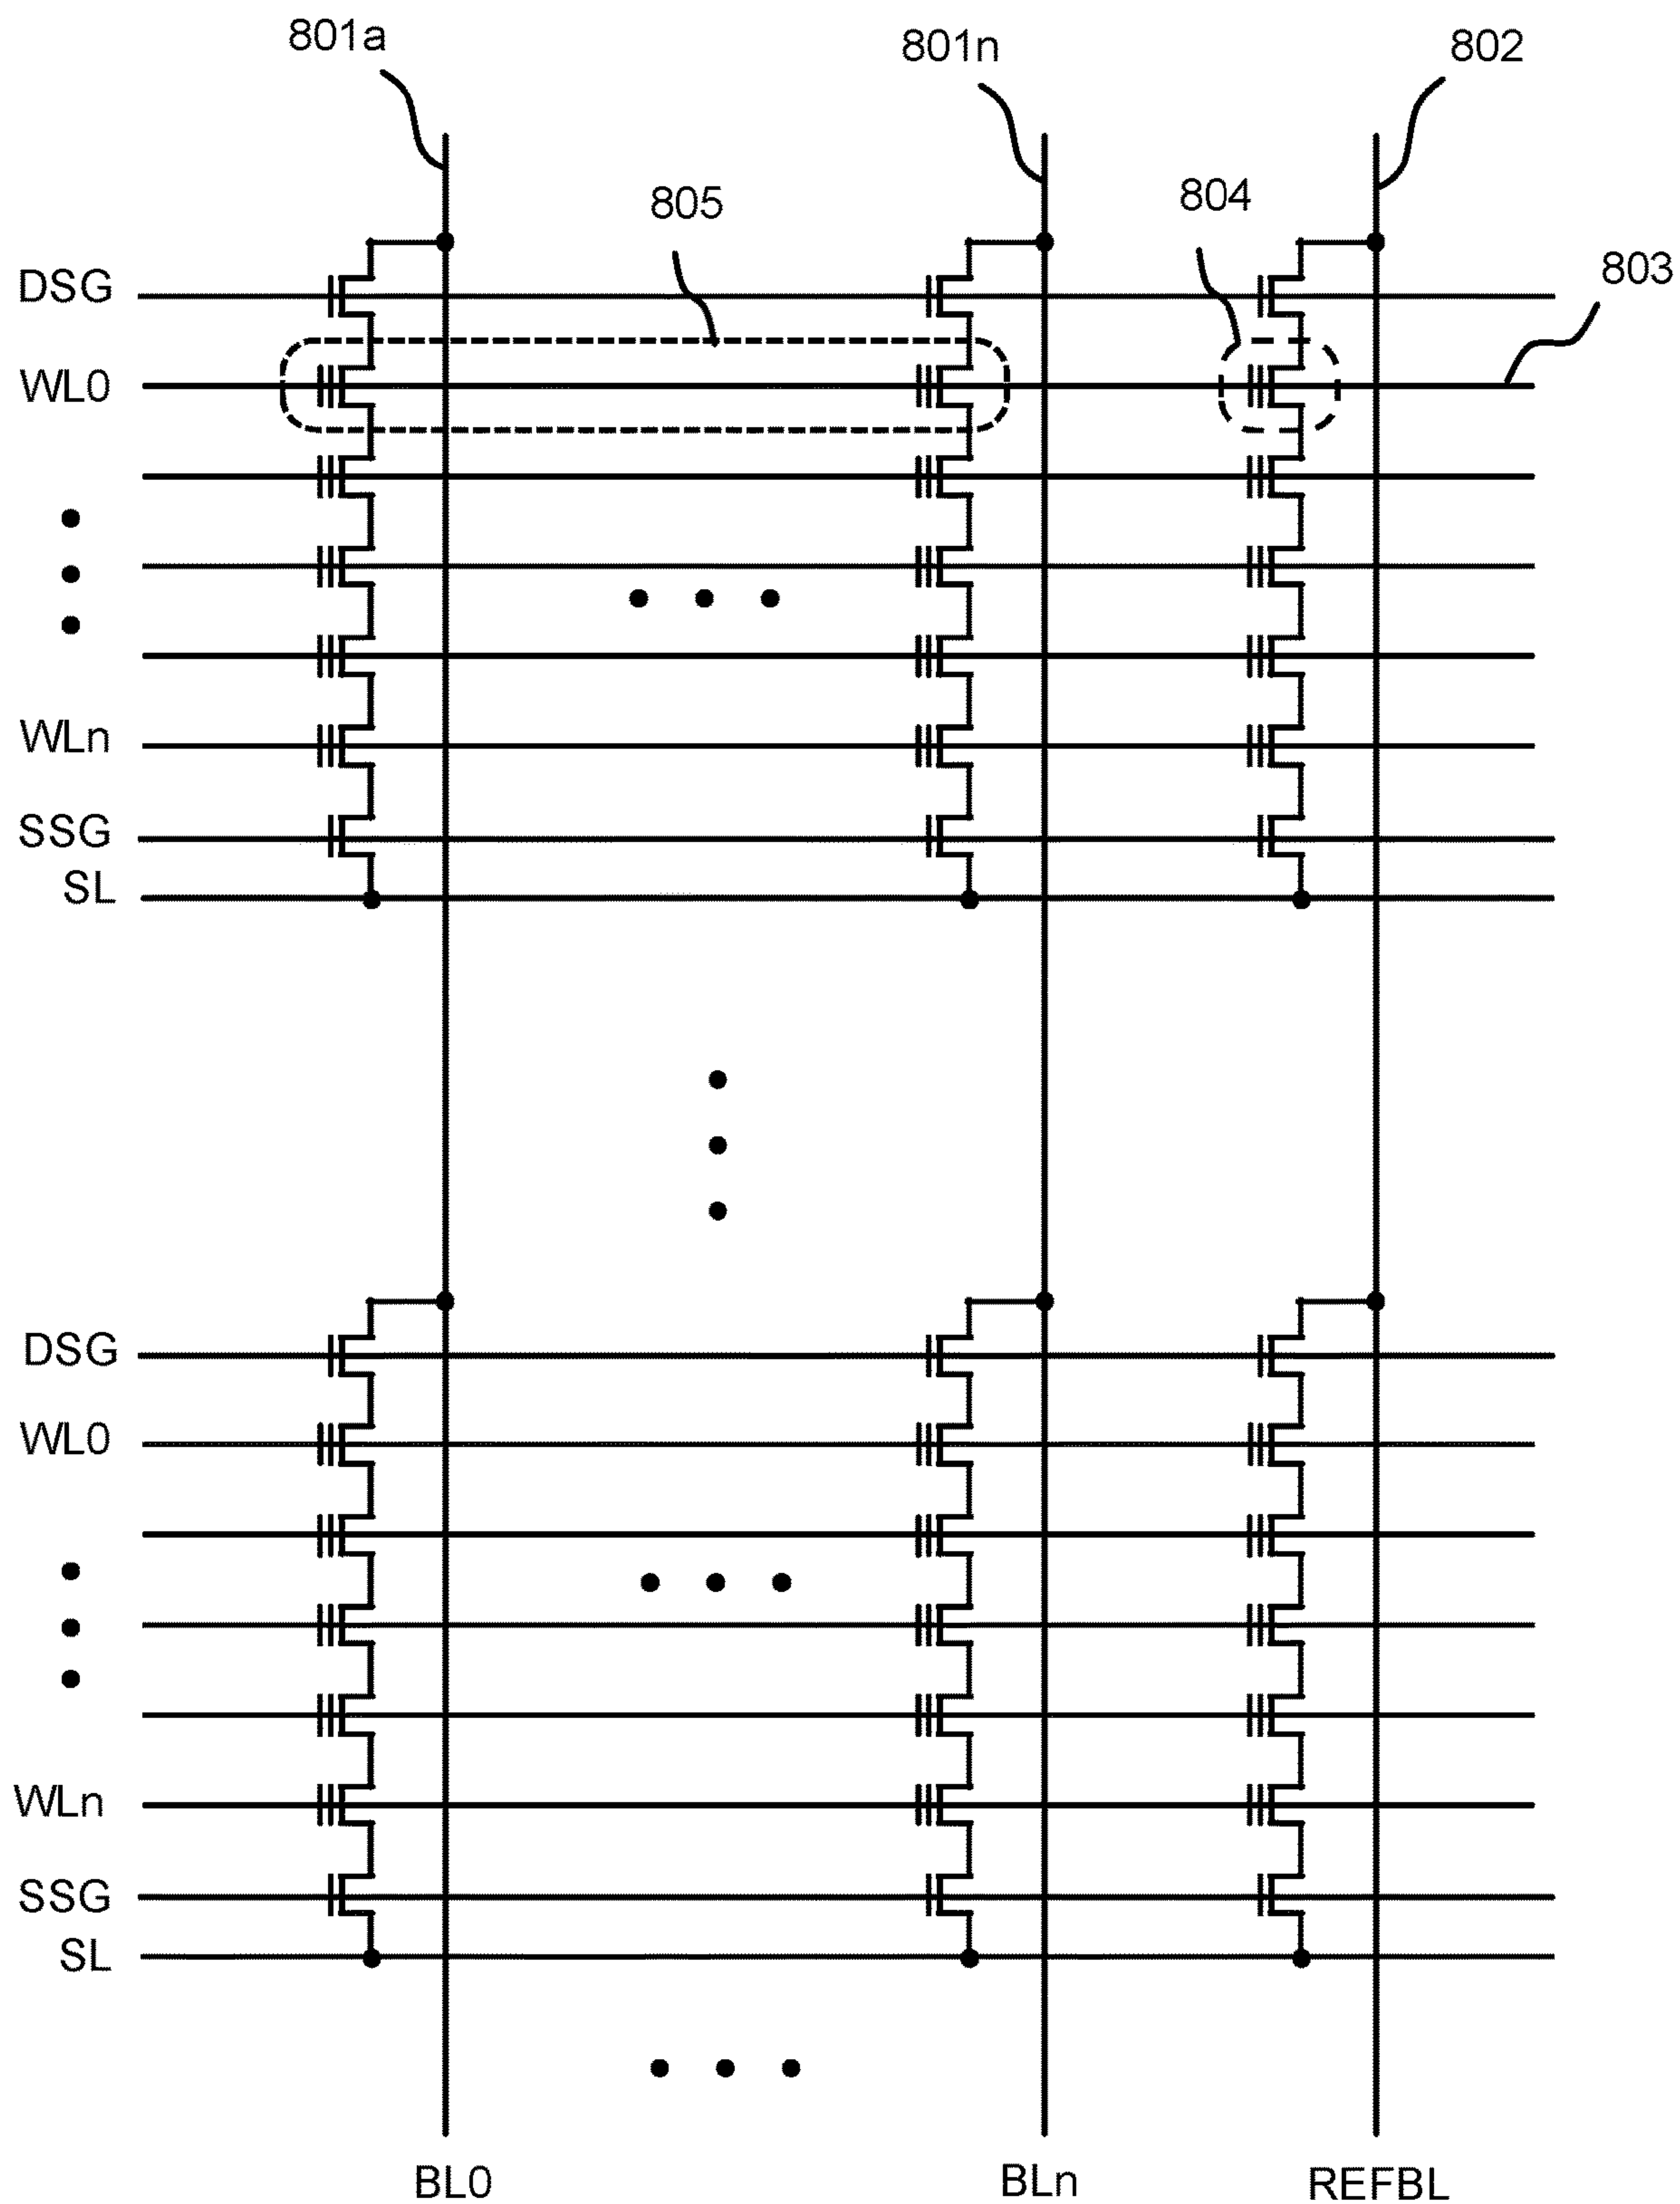 801a
801n
802
805
804
803
DSG
WL0
WLn
SSG
SL
DSG
WL0
WLn
SSG
SL
BL0
BLn
REFBL